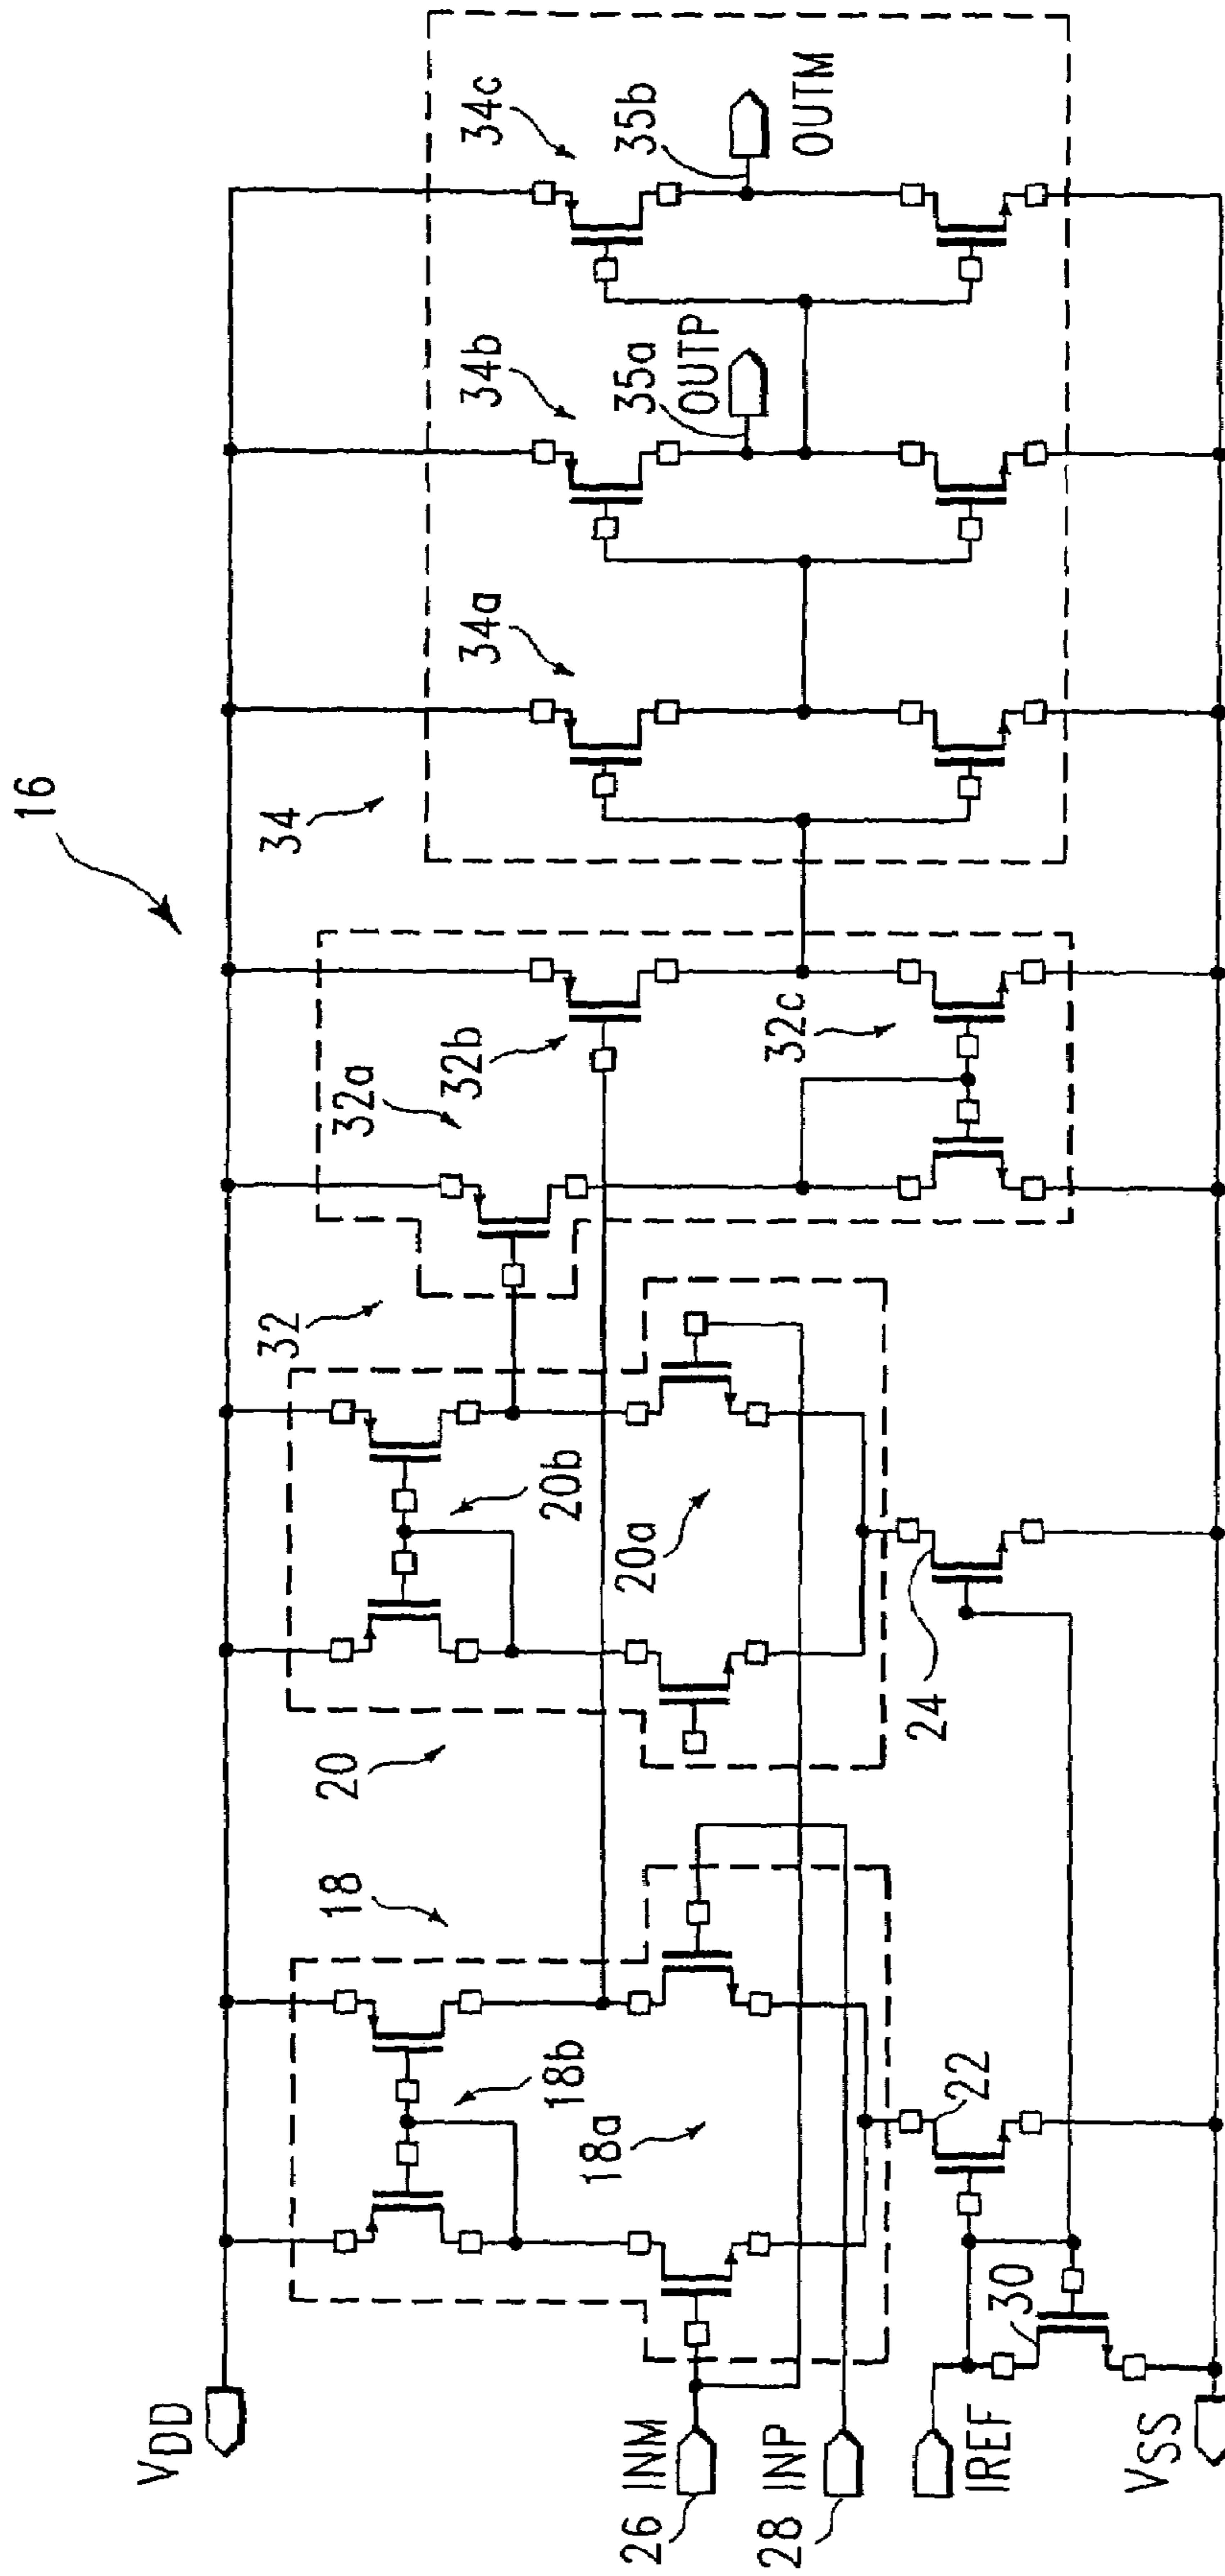 16
VDD
VSS
26
INM
28
INP
IREF
30
22
18
18a
18b
20
20a
20b
24
32
32a
32b
32c
34
34a
34b
34c
35a
OUTP
35b
OUTM